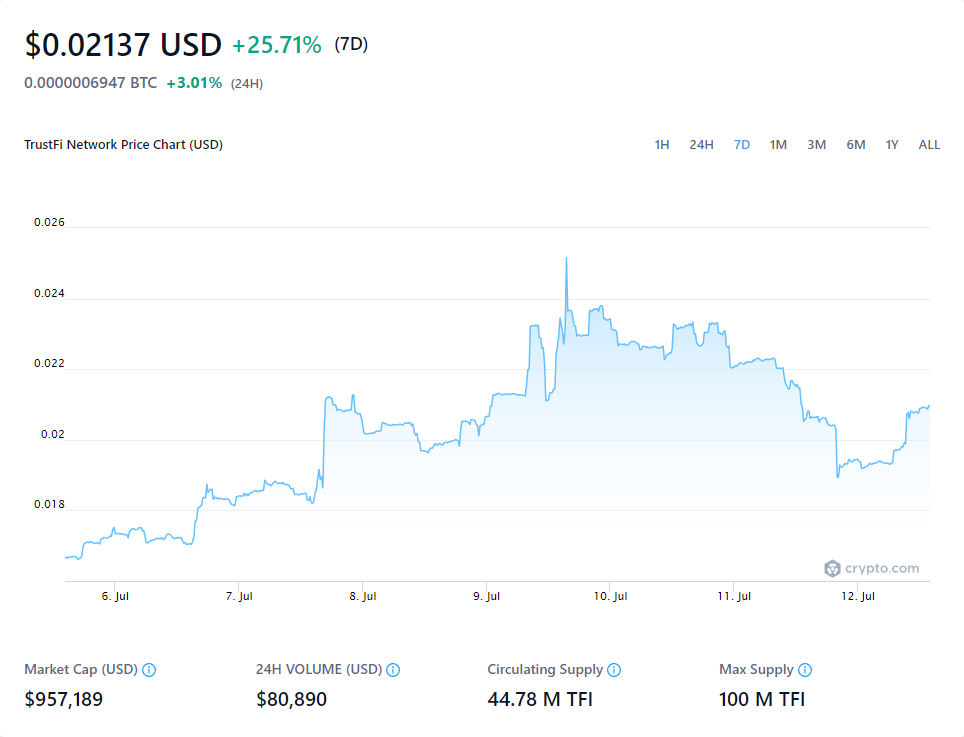 $0.02137 USD +25.71% (7D)
0.0000006947 BTC +3.01% (24H)
TrustFi Network Price Chart (USD) 1H 24H 7D 1M 3M 6M 1Y ALL
0.026
0.024
0.022
0.02
0.018
crypto.com
6. Jul 7. Jul 8. Jul 9. Jul 10. Jul 11. Jul 12. Jul
Market Cap (USD) 24H VOLUME (USD) Circulating Supply Max Supply
$957,189 $80,890 44.78 M TFI 100 M TFI